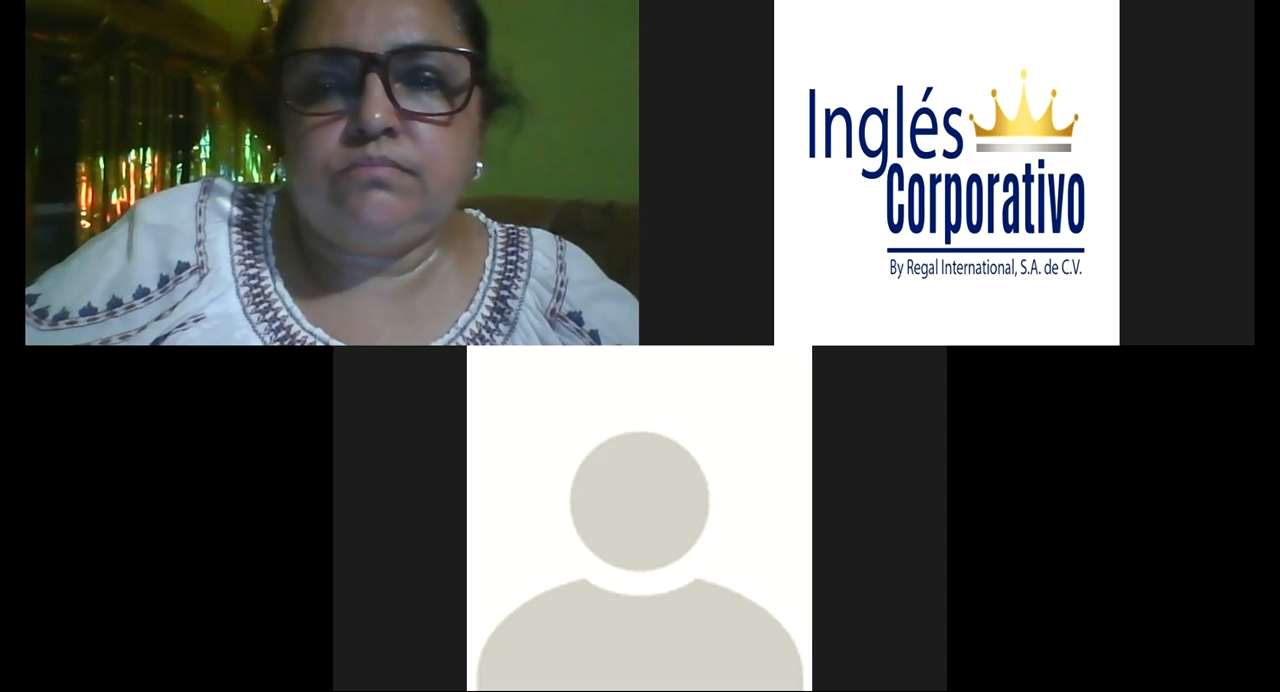 Inglés
Corporativo
By Regal International, S.A. de C.V.